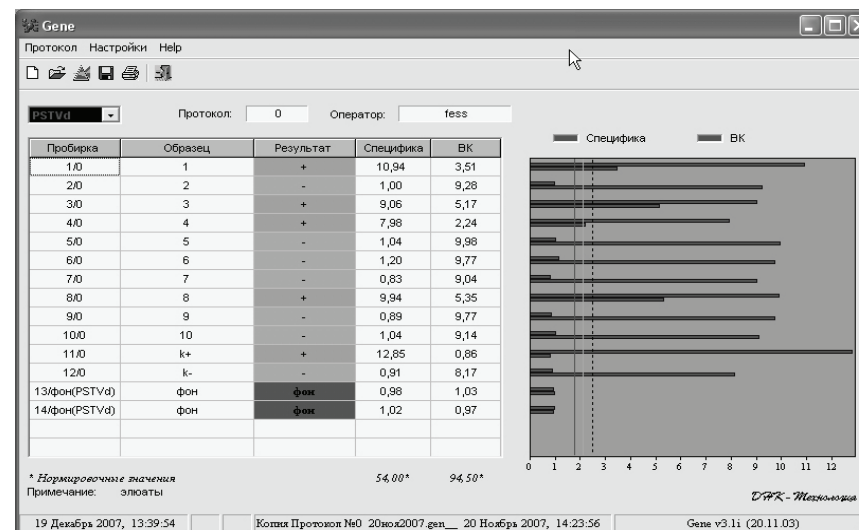 Gene
Протокол Настройки Help
PSTVd Протокол: 0 Оператор: fess
Специфика ВК
Пробирка Образец Результат Специфика ВК
1/0 1 + 10,94 3,51
2/0 2 - 1,00 9,28
3/0 3 + 9,06 5,17
4/0 4 + 7,98 2,24
5/0 5 - 1,04 9,98
6/0 6 - 1,20 9,77
7/0 7 - 0,83 9,04
8/0 8 + 9,94 5,35
9/0 9 - 0,89 9,77
10/0 10 - 1,04 9,14
11/0 k+ + 12,85 0,86
12/0 k- - 0,91 8,17
13/фон(PSTVd) фон фон 0,98 1,03
14/фон(PSTVd) фон фон 1,02 0,97
0 1 2 3 4 5 6 7 8 9 10 11 12
* Нормировочные значения 54,00* 94,50*
Примечание: элюаты
ДНК-Технология
19 Декабрь 2007, 13:39:54 Копия Протокол №0 20ноя2007.gen__ 20 Ноябрь 2007, 14:23:56 Gene v3.1i (20.11.03)